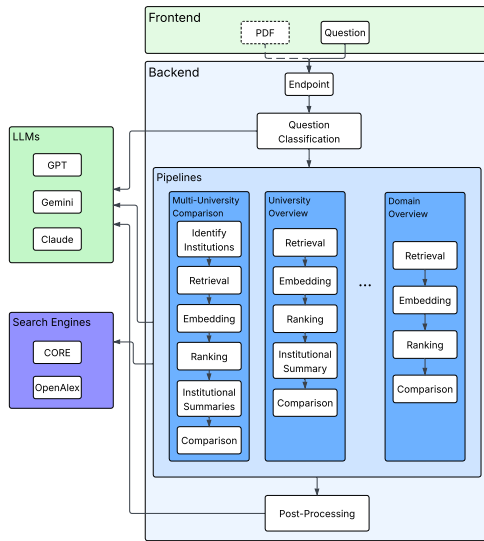 Frontend
PDF
Question
Backend
Endpoint
Question
Classification
LLMs
GPT
Gemini
Claude
Search Engines
CORE
OpenAlex
Pipelines
Multi-University
Comparison
Identify
Institutions
Retrieval
Embedding
Ranking
Institutional
Summaries
Comparison
University
Overview
Retrieval
Embedding
Ranking
Institutional
Summary
Comparison
...
Domain
Overview
Retrieval
Embedding
Ranking
Comparison
Post-Processing